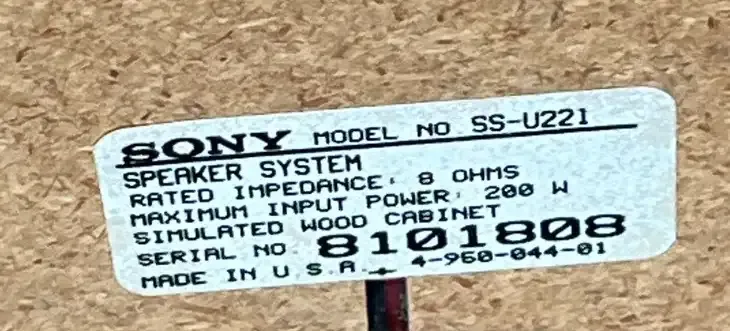 SONY MODEL NO SS-U221
SPEAKER SYSTEM
RATED IMPEDANCE: 8 OHMS
MAXIMUM INPUT POWER: 200 W
SIMULATED WOOD CABINET
SERIAL NO. 8101808
MADE IN U.S.A. 4-960-044-01